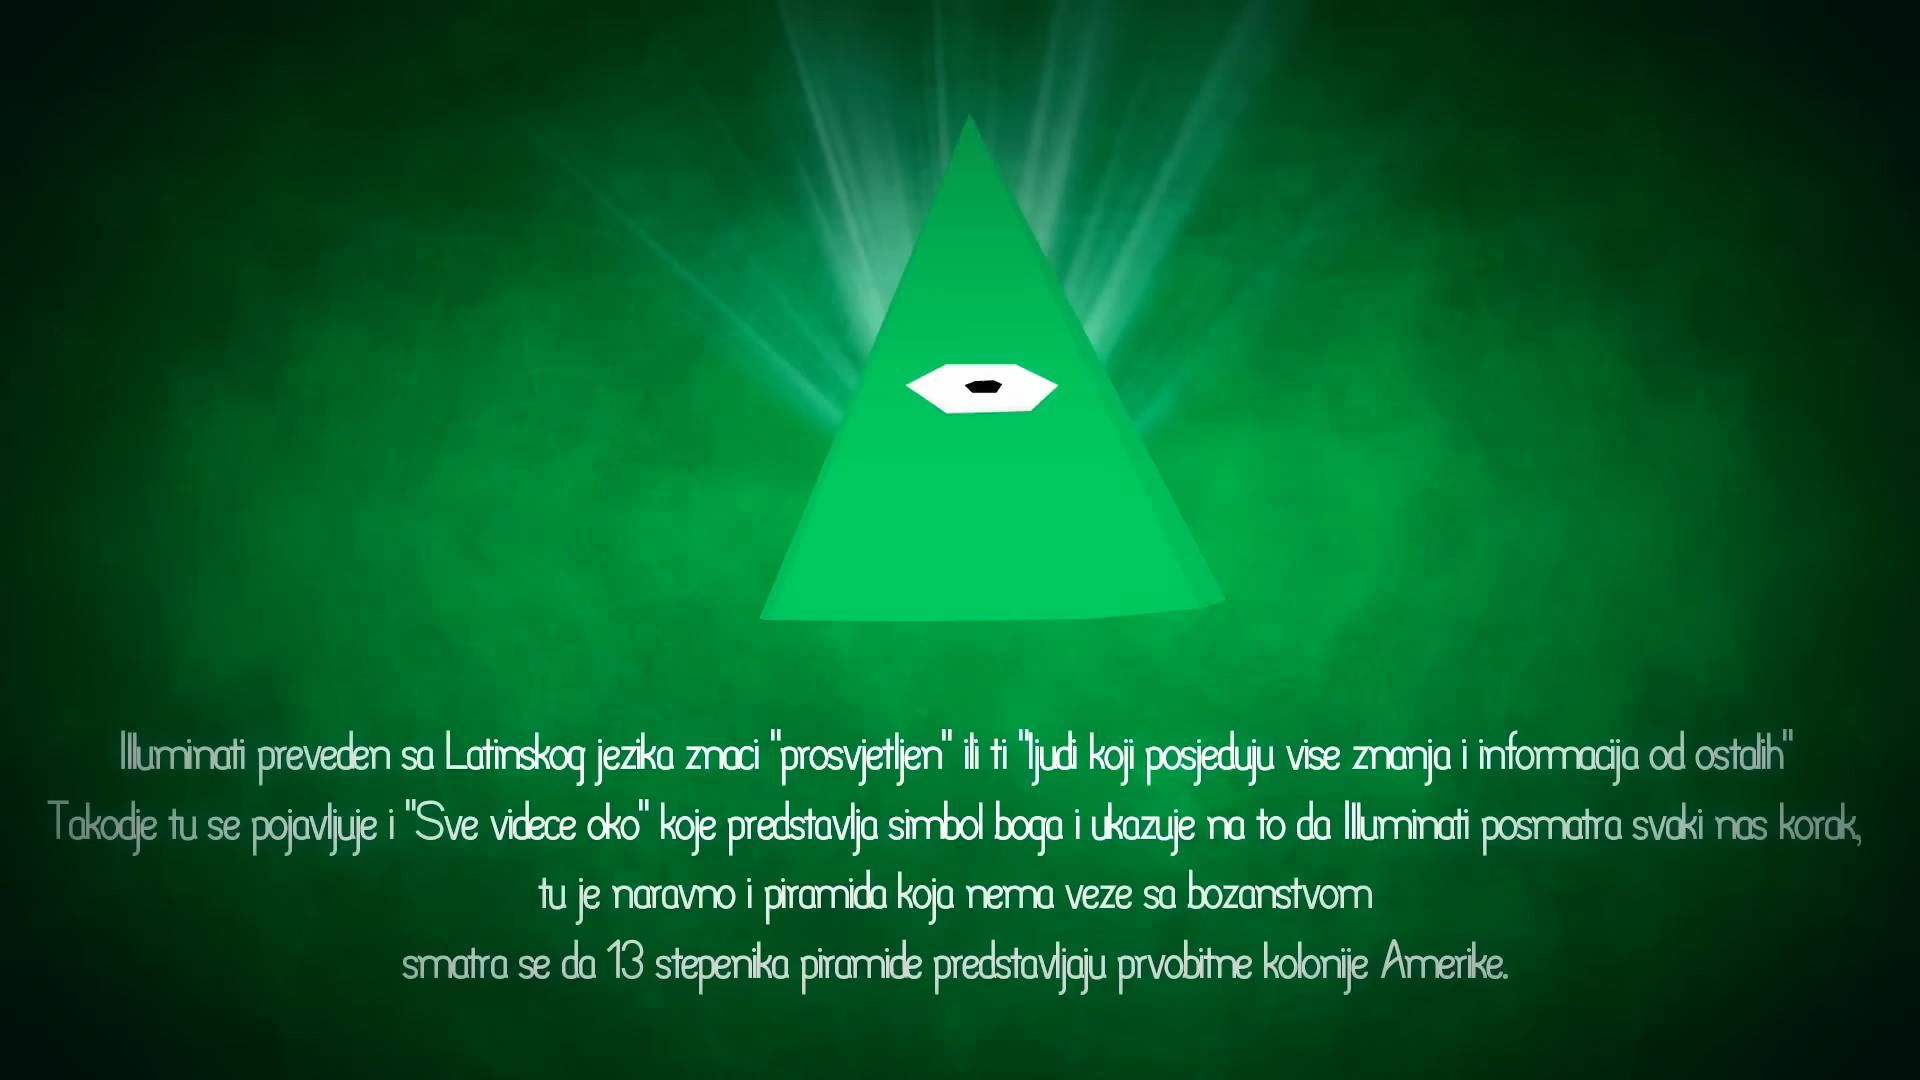 Illuminati preveden sa Latinskog jezika znaci "prosvjetljen" ili ti "ljudi koji posjeduju vise znanja i informacija od ostalih"
Takodje tu se pojavljuje i "Sve videce oko" koje predstavlja simbol boga i ukazuje na to da Illuminati posmatra svaki nas korak,
tu je naravno i piramida koja nema veze sa bozanstvom
smatra se da 13 stepenika piramide predstavljaju prvobitne kolonije Amerike.